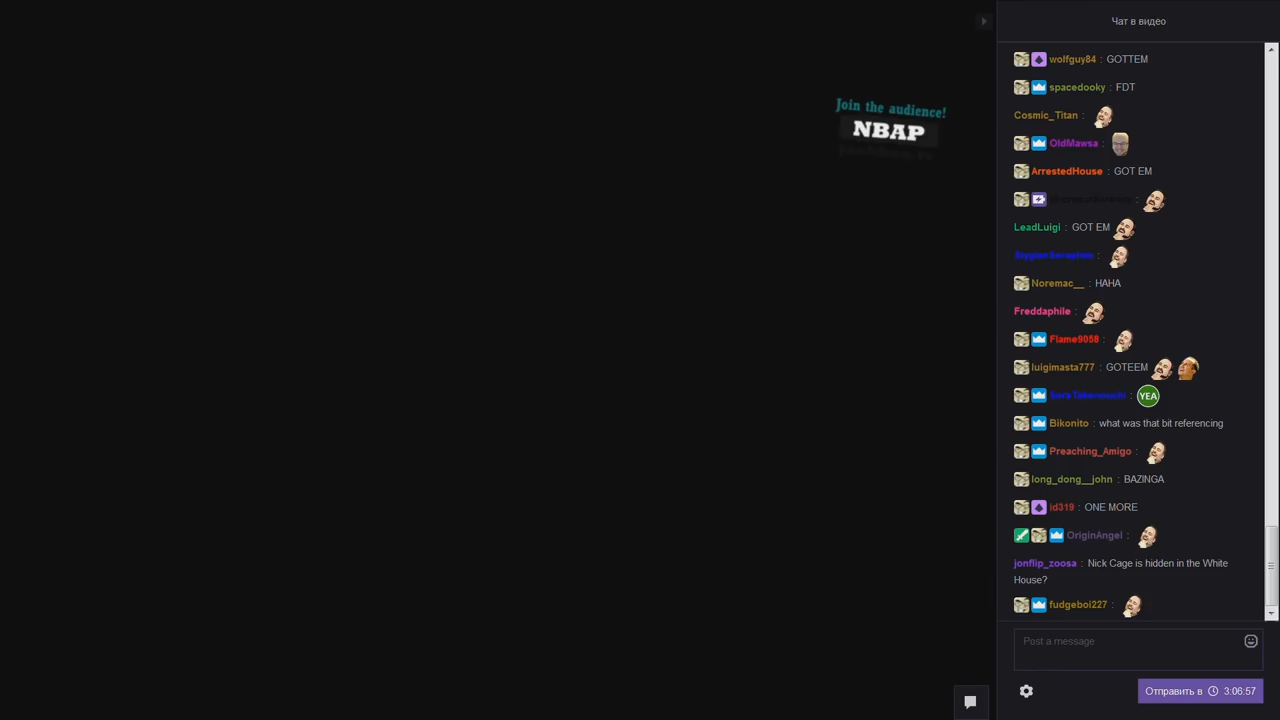 Чат в видео
Join the audience!
NBAP
wolfguy84 : GOTTEM
spacedooky : FDT
Cosmic_Titan :
OldMawsa :
ArrestedHouse : GOT EM
LeadLuigi : GOT EM
Noremac__ : HAHA
Freddaphile :
Flame9058 :
luigimasta777 : GOTEEM
YEA
Bikonito : what was that bit referencing
Preaching_Amigo :
long_dong__john : BAZINGA
id319 : ONE MORE
OriginAngel :
jonflip_zoosa : Nick Cage is hidden in the White
House?
fudgeboi227 :
Post a message
Отправить в 3:06:57